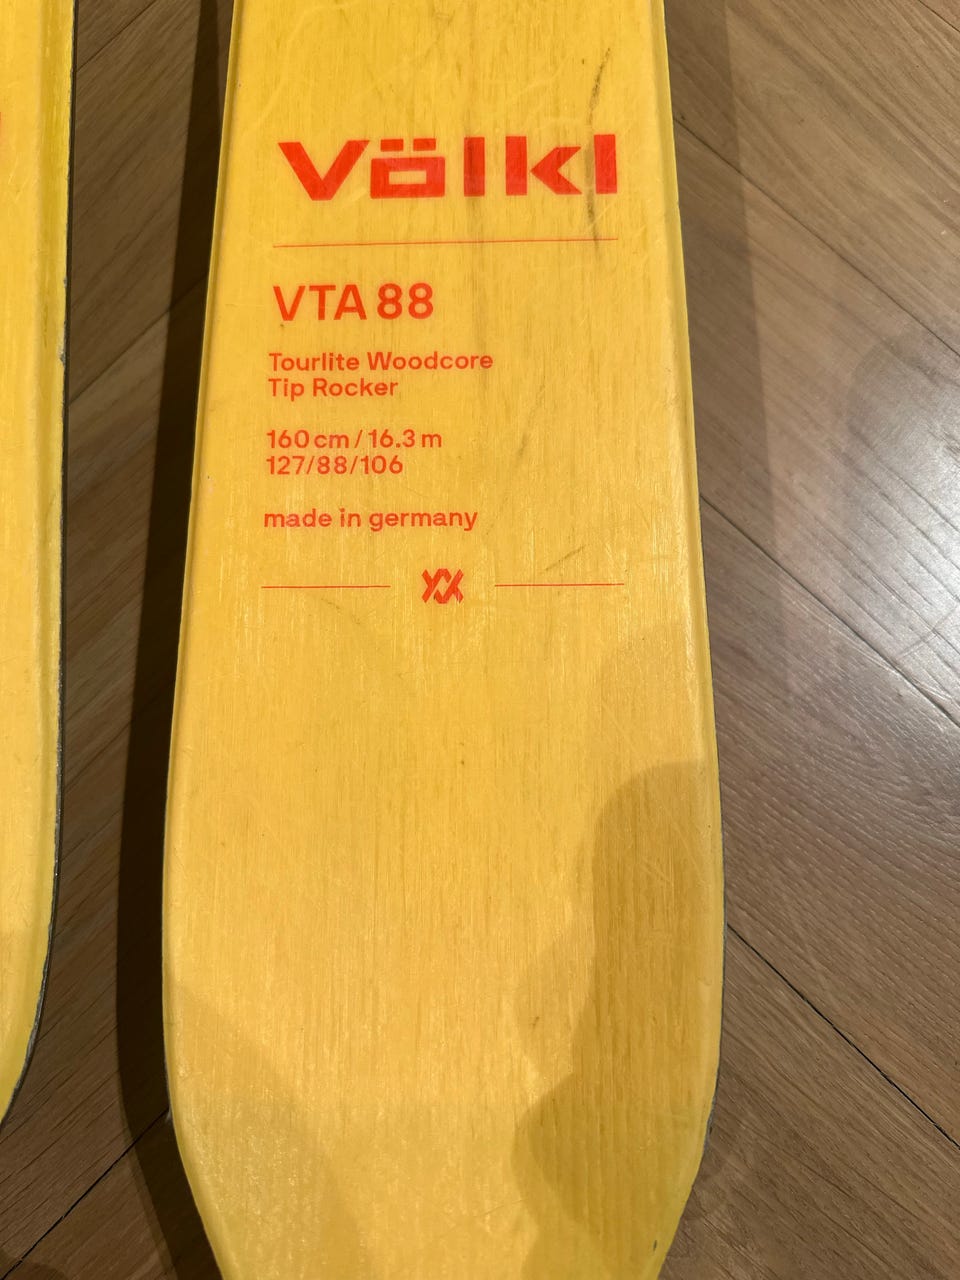 Völkl
VTA 88
Tourlite Woodcore
Tip Rocker
160 cm / 16.3 m
127/88/106
made in germany